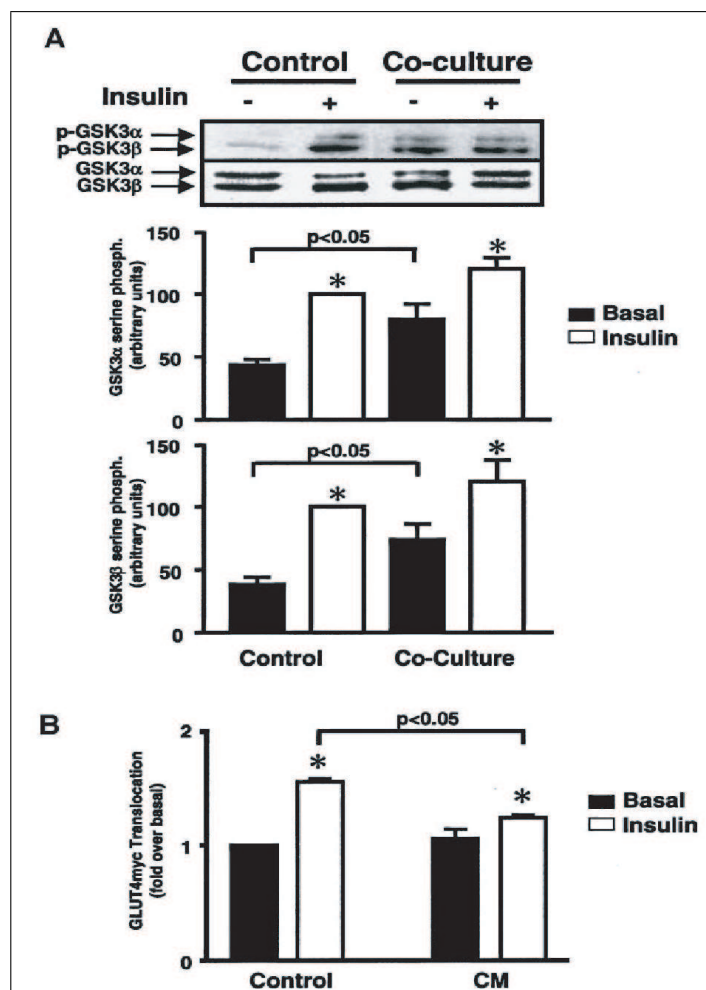 A
Control Co-culture
Insulin - + - +
p-GSK3α
p-GSK3β
GSK3α
GSK3β
150
100
50
0
GSK3α serine phosph.
(arbitrary units)
p<0.05
* *
Basal
Insulin
150
100
50
0
GSK3β serine phosph.
(arbitrary units)
p<0.05
* *
Control Co-Culture
B
2
1
0
GLUT4myc Translocation
(fold over basal)
p<0.05
* *
Basal
Insulin
Control CM